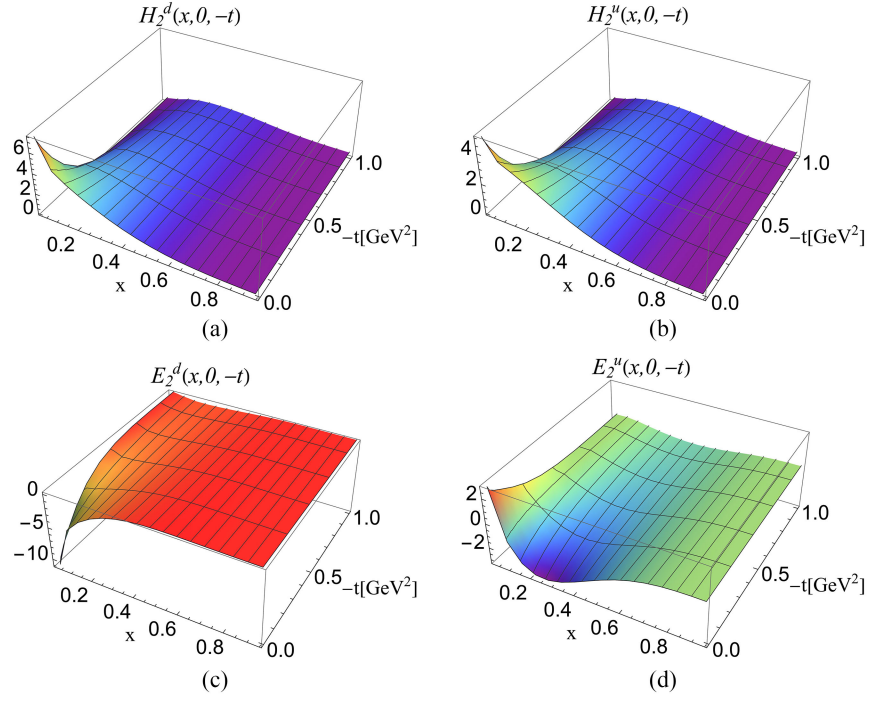 H₂ᵈ(x,0,−t)
6
4
2
0
0.2
0.4
0.6
0.8
x
0.0
0.5
1.0
−t[GeV²]
(a)
H₂ᵘ(x,0,−t)
4
2
0
0.2
0.4
0.6
0.8
x
0.0
0.5
1.0
−t[GeV²]
(b)
E₂ᵈ(x,0,−t)
0
−5
−10
0.2
0.4
0.6
0.8
x
0.0
0.5
1.0
−t[GeV²]
(c)
E₂ᵘ(x,0,−t)
2
0
−2
0.2
0.4
0.6
0.8
x
0.0
0.5
1.0
−t[GeV²]
(d)